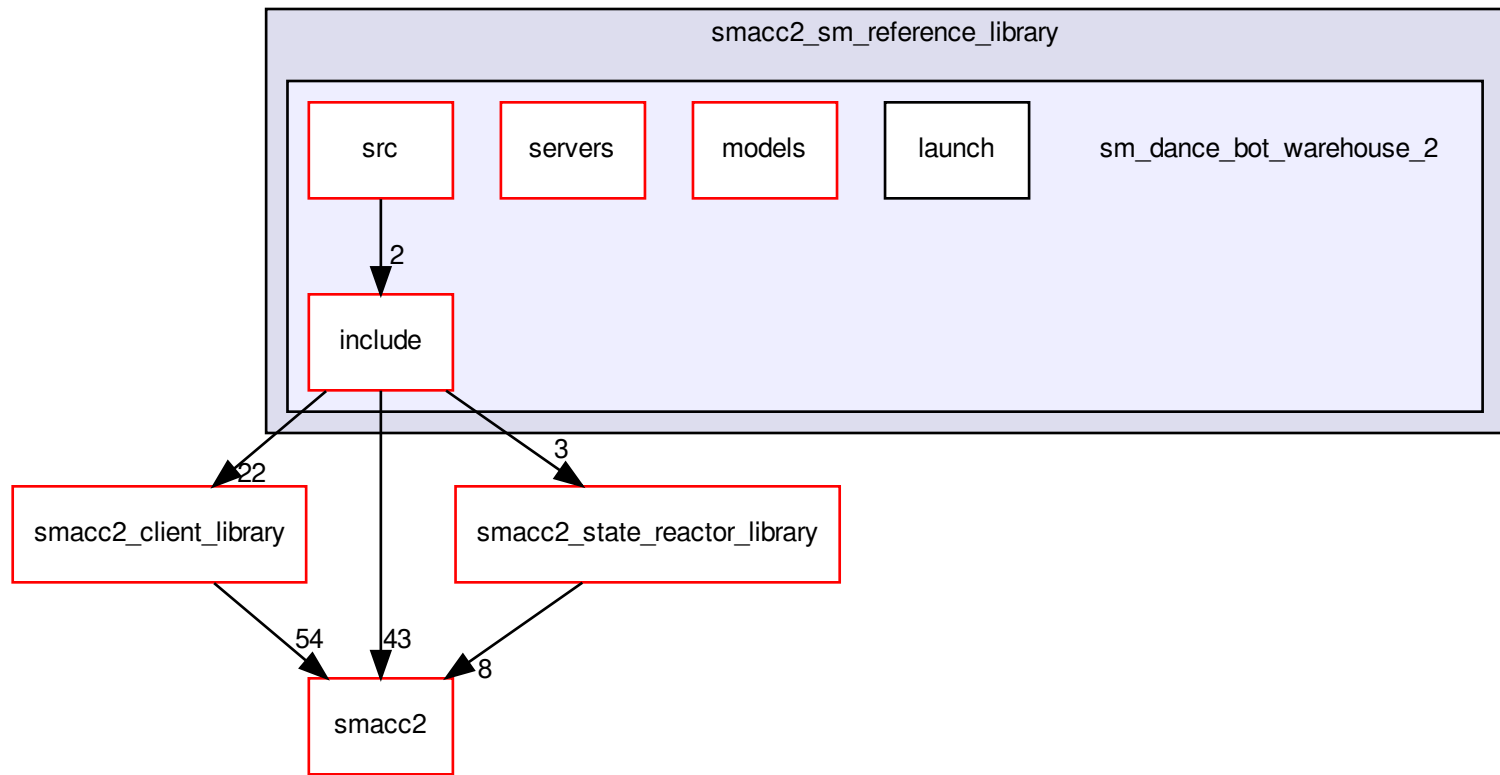 smacc2_sm_reference_library
src
servers
models
launch
sm_dance_bot_warehouse_2
2
include
22
3
smacc2_client_library
smacc2_state_reactor_library
54
43
8
smacc2